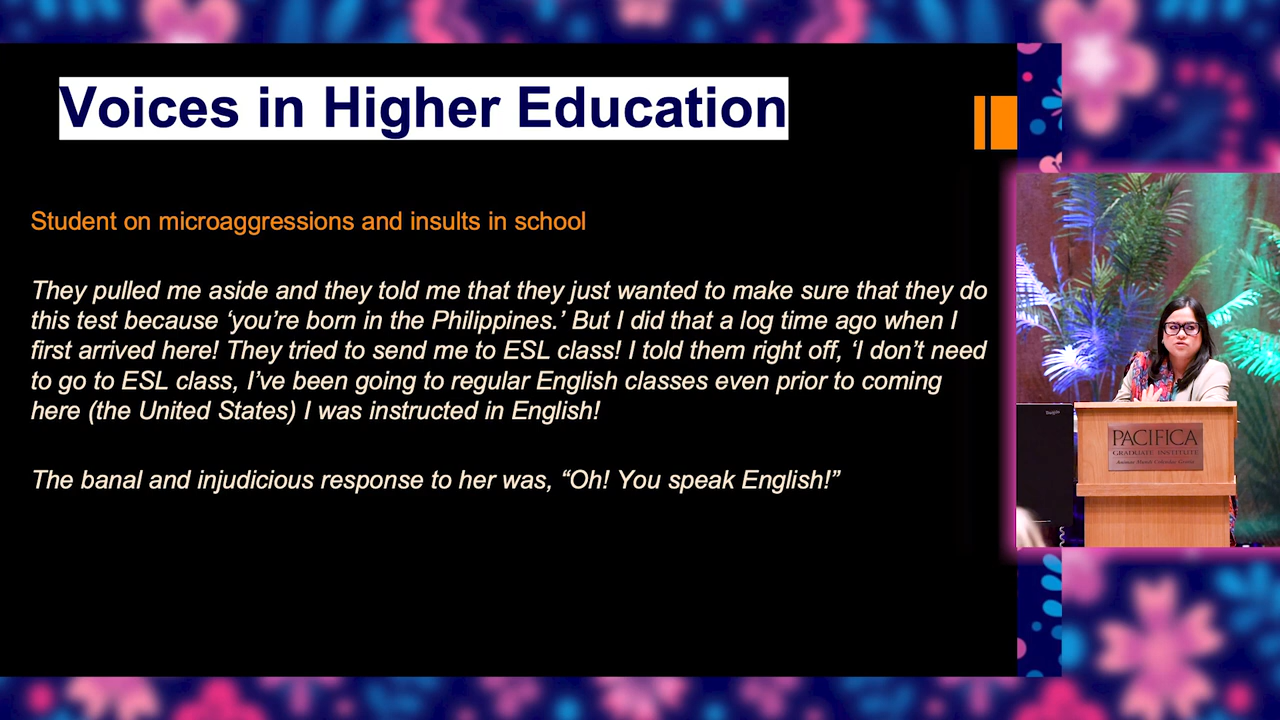 Voices in Higher Education
Student on microaggressions and insults in school
They pulled me aside and they told me that they just wanted to make sure that they do
this test because ‘you’re born in the Philippines.’ But I did that a log time ago when I
first arrived here! They tried to send me to ESL class! I told them right off, ‘I don’t need
to go to ESL class, I’ve been going to regular English classes even prior to coming
here (the United States) I was instructed in English!
The banal and injudicious response to her was, “Oh! You speak English!”
PACIFICA
GRADUATE INSTITUTE